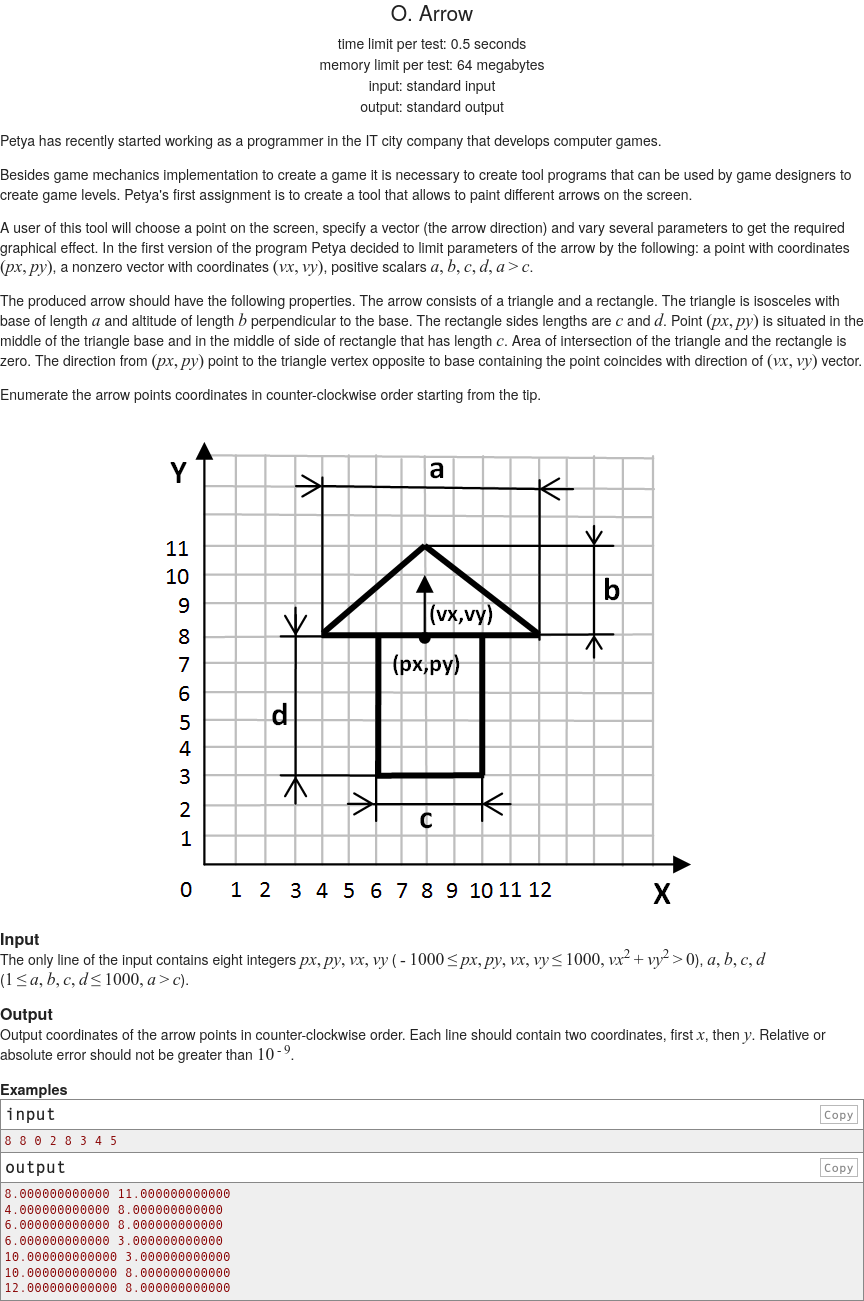 O. Arrow
time limit per test: 0.5 seconds
memory limit per test: 64 megabytes
input: standard input
output: standard output
Petya has recently started working as a programmer in the IT city company that develops computer games.
Besides game mechanics implementation to create a game it is necessary to create tool programs that can be used by game designers to
create game levels. Petya's first assignment is to create a tool that allows to paint different arrows on the screen.
A user of this tool will choose a point on the screen, specify a vector (the arrow direction) and vary several parameters to get the required
graphical effect. In the first version of the program Petya decided to limit parameters of the arrow by the following: a point with coordinates
(px, py), a nonzero vector with coordinates (vx, vy), positive scalars a, b, c, d, a > c.
The produced arrow should have the following properties. The arrow consists of a triangle and a rectangle. The triangle is isosceles with
base of length a and altitude of length b perpendicular to the base. The rectangle sides lengths are c and d. Point (px, py) is situated in the
middle of the triangle base and in the middle of side of rectangle that has length c. Area of intersection of the triangle and the rectangle is
zero. The direction from (px, py) point to the triangle vertex opposite to base containing the point coincides with direction of (vx, vy) vector.
Enumerate the arrow points coordinates in counter-clockwise order starting from the tip.
Y
a
11
10
b
9
(vx,vy)
8
(px,py)
7
6
d
5
4
3
2
c
1
0 1 2 3 4 5 6 7 8 9 10 11 12 X
Input
The only line of the input contains eight integers px, py, vx, vy ( - 1000 ≤ px, py, vx, vy ≤ 1000, vx² + vy² > 0), a, b, c, d
(1 ≤ a, b, c, d ≤ 1000, a > c).
Output
Output coordinates of the arrow points in counter-clockwise order. Each line should contain two coordinates, first x, then y. Relative or
absolute error should not be greater than 10⁻⁹.
Examples
input Copy
8 8 0 2 8 3 4 5
output Copy
8.000000000000 11.000000000000
4.000000000000 8.000000000000
6.000000000000 8.000000000000
6.000000000000 3.000000000000
10.000000000000 3.000000000000
10.000000000000 8.000000000000
12.000000000000 8.000000000000